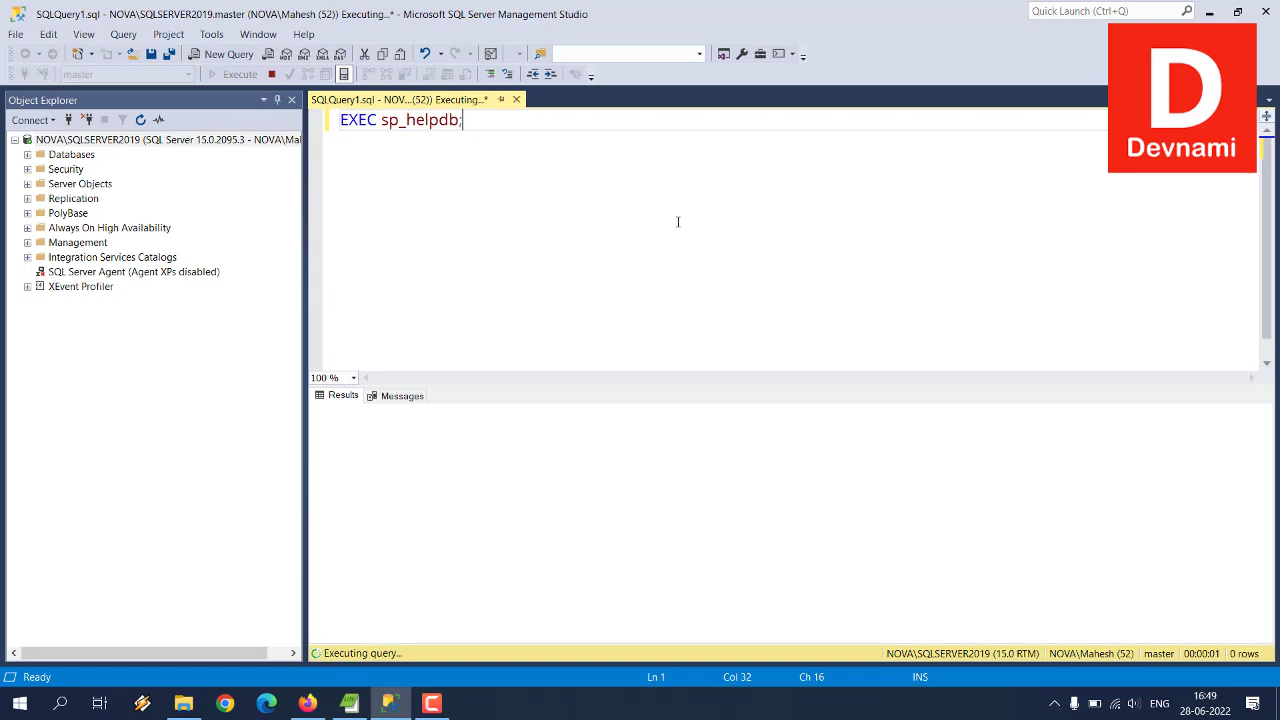 SQLQuery1.sql - NOVA\SQLSERVER2019.master (NOVA\Mahesh (52)) Executing...* - Microsoft SQL Server Management Studio
Quick Launch (Ctrl+Q)
File Edit View Query Project Tools Window Help
New Query
master
Execute
D
Devnami
Object Explorer
SQLQuery1.sql - NOV...(52)) Executing...*
Connect
EXEC sp_helpdb;
NOVA\SQLSERVER2019 (SQL Server 15.0.2095.3 - NOVA\Mal
Databases
Security
Server Objects
Replication
PolyBase
Always On High Availability
Management
Integration Services Catalogs
SQL Server Agent (Agent XPs disabled)
XEvent Profiler
100 %
Results
Messages
Executing query...
NOVA\SQLSERVER2019 (15.0 RTM)
NOVA\Mahesh (52)
master
00:00:01
0 rows
Ready
Ln 1
Col 32
Ch 16
INS
ENG
16:49
28-06-2022